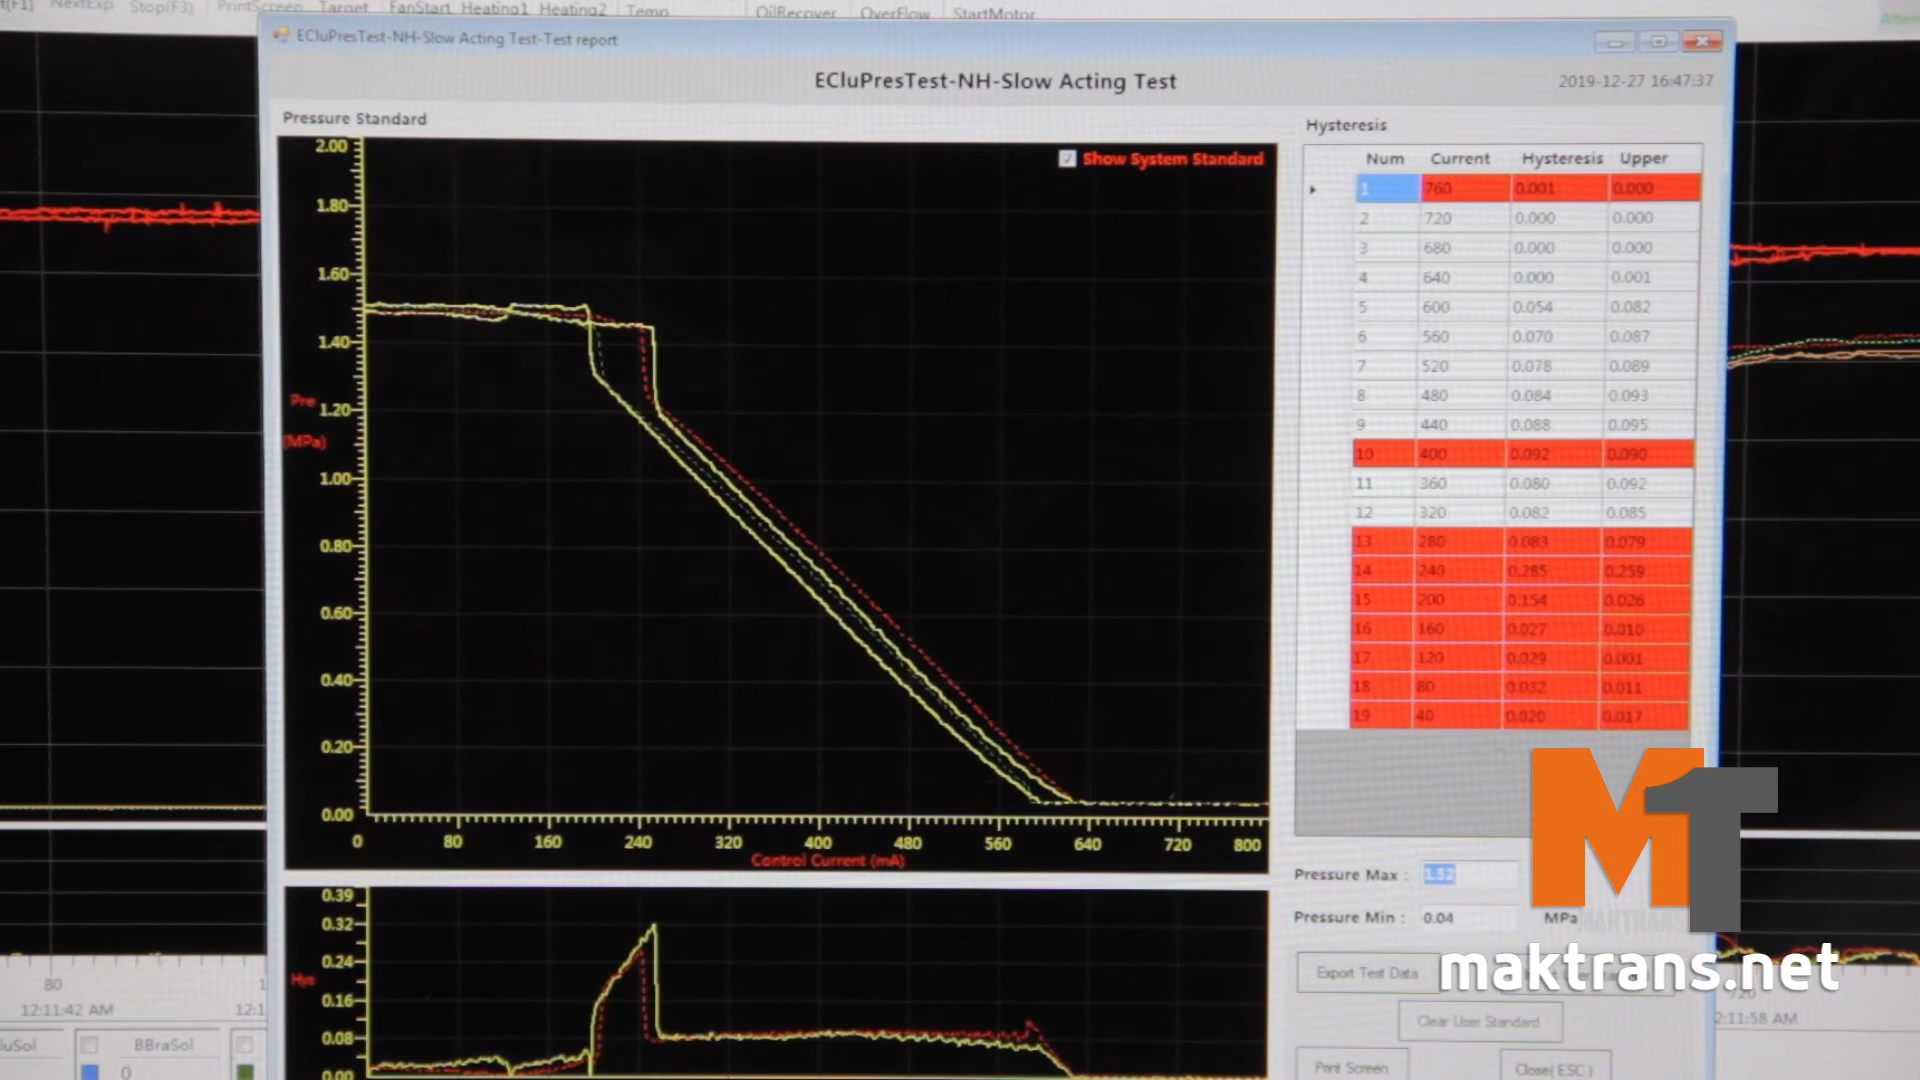 NextExp Stop(F3) PrintScreen Target FanStart Heating1 Heating2 Temp OilRecover OverFlow StartMotor
ECluPresTest-NH-Slow Acting Test-Test report
ECluPresTest-NH-Slow Acting Test
2019-12-27 16:47:37
Pressure Standard
Show System Standard
2.00
1.80
1.60
1.40
1.20
1.00
0.80
0.60
0.40
0.20
0.00
Pre
(MPa)
0 80 160 240 320 400 480 560 640 720 800
Control Current (mA)
0.39
0.32
0.24
0.16
0.08
0.00
Hys
Hysteresis
Num Current Hysteresis Upper
1 760 0.001 0.000
2 720 0.000 0.000
3 680 0.000 0.000
4 640 0.000 0.001
5 600 0.054 0.082
6 560 0.070 0.087
7 520 0.078 0.089
8 480 0.084 0.093
9 440 0.088 0.095
10 400 0.092 0.090
11 360 0.080 0.092
12 320 0.082 0.085
13 280 0.083 0.079
14 240 0.285 0.259
15 200 0.154 0.026
16 160 0.027 0.010
17 120 0.029 0.001
18 80 0.032 0.011
19 40 0.020 0.017
Pressure Max : 1.52
Pressure Min : 0.04 MPa
Export Test Data
Clear User Standard
Print Screen
Close( ESC )
MT
maktrans.net
80
12:11:42 AM
720
2:11:58 AM
BBraSol
0